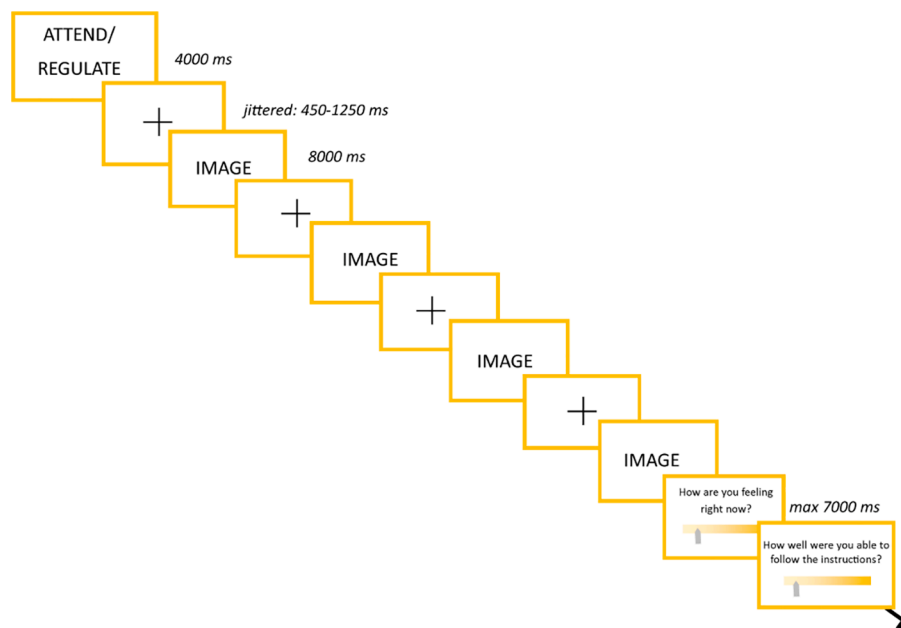 ATTEND/
REGULATE
4000 ms
jittered: 450-1250 ms
IMAGE
8000 ms
IMAGE
IMAGE
IMAGE
How are you feeling
right now?
max 7000 ms
How well were you able to
follow the instructions?